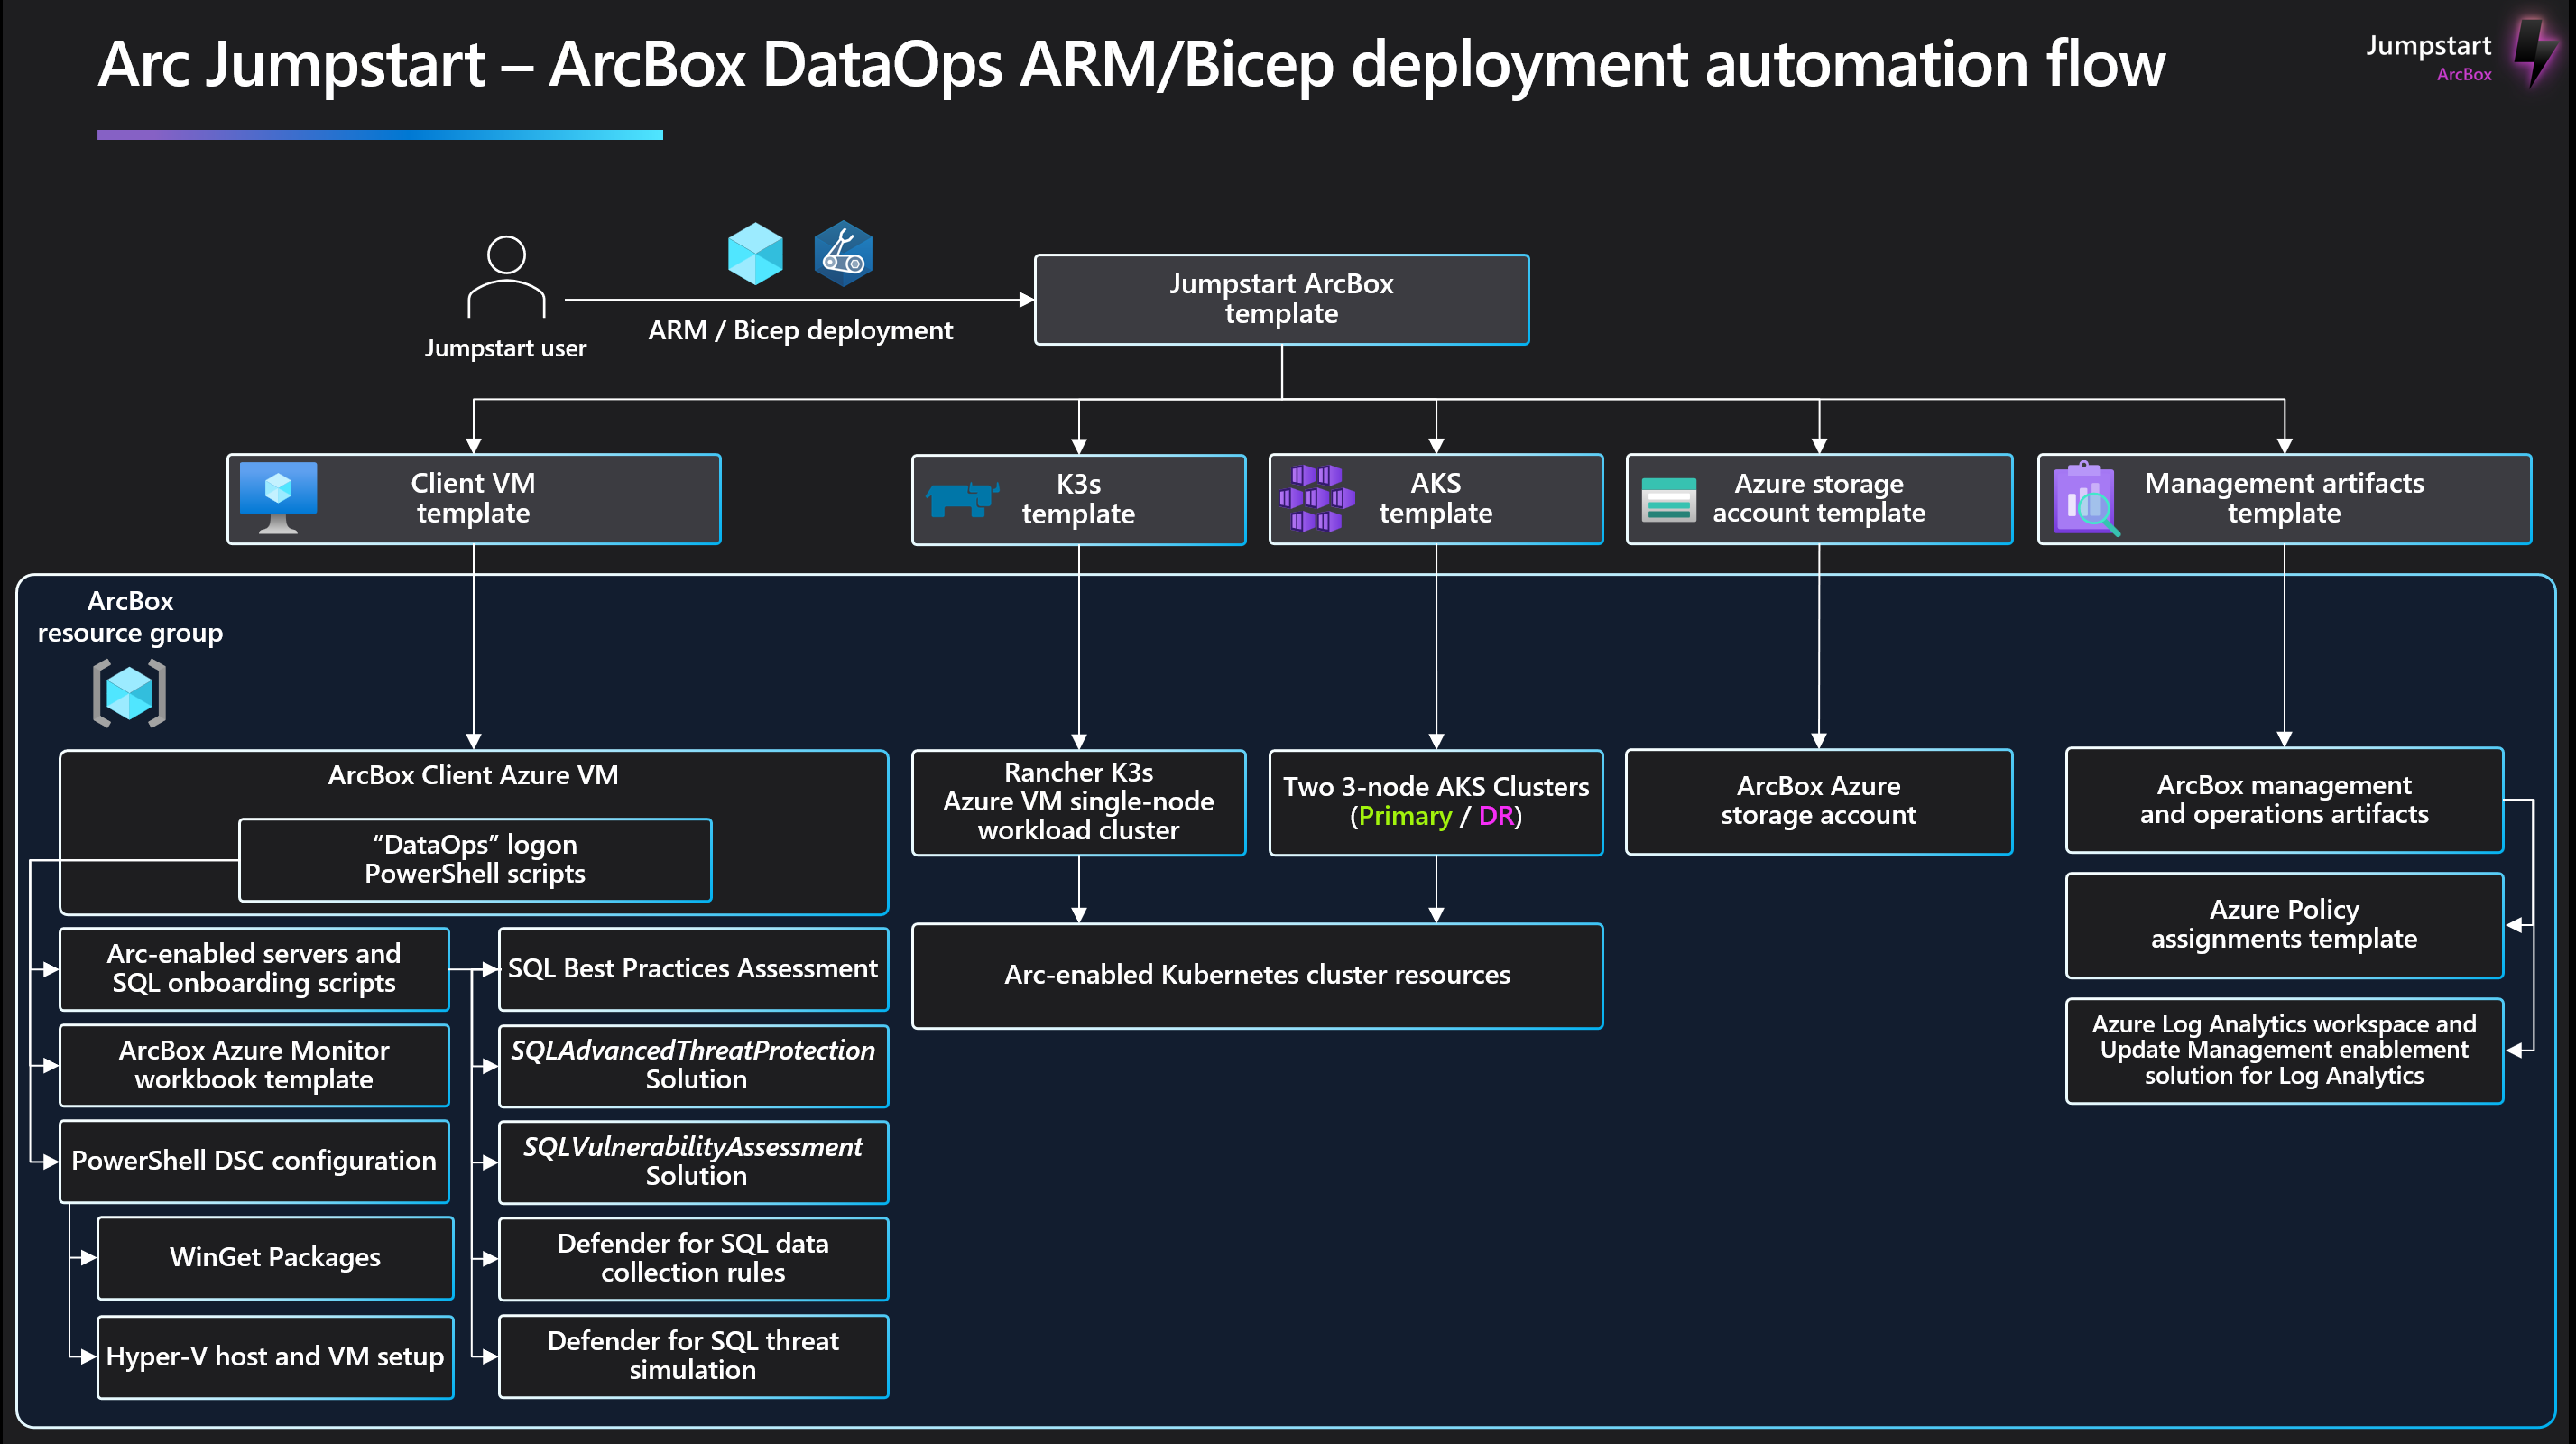 Arc Jumpstart – ArcBox DataOps ARM/Bicep deployment automation flow
Jumpstart
ArcBox
Jumpstart user
ARM / Bicep deployment
Jumpstart ArcBox
template
Client VM
template
K3s
template
AKS
template
Azure storage
account template
Management artifacts
template
ArcBox
resource group
ArcBox Client Azure VM
“DataOps” logon
PowerShell scripts
Rancher K3s
Azure VM single-node
workload cluster
Two 3-node AKS Clusters
(Primary / DR)
ArcBox Azure
storage account
ArcBox management
and operations artifacts
Arc-enabled servers and
SQL onboarding scripts
ArcBox Azure Monitor
workbook template
PowerShell DSC configuration
WinGet Packages
Hyper-V host and VM setup
SQL Best Practices Assessment
SQLAdvancedThreatProtection
Solution
SQLVulnerabilityAssessment
Solution
Defender for SQL data
collection rules
Defender for SQL threat
simulation
Arc-enabled Kubernetes cluster resources
Azure Policy
assignments template
Azure Log Analytics workspace and
Update Management enablement
solution for Log Analytics